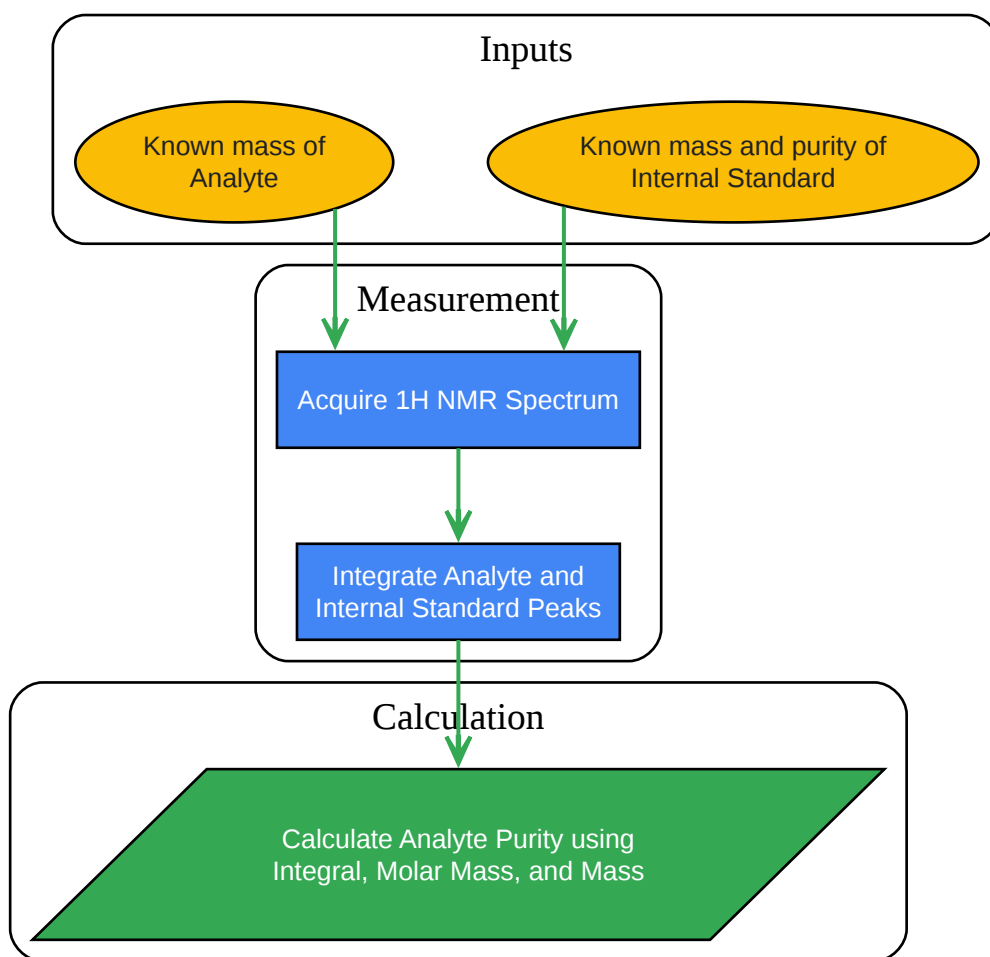 Inputs
Known mass of
Analyte
Known mass and purity of
Internal Standard
Measurement
Acquire 1H NMR Spectrum
Integrate Analyte and
Internal Standard Peaks
Calculation
Calculate Analyte Purity using
Integral, Molar Mass, and Mass